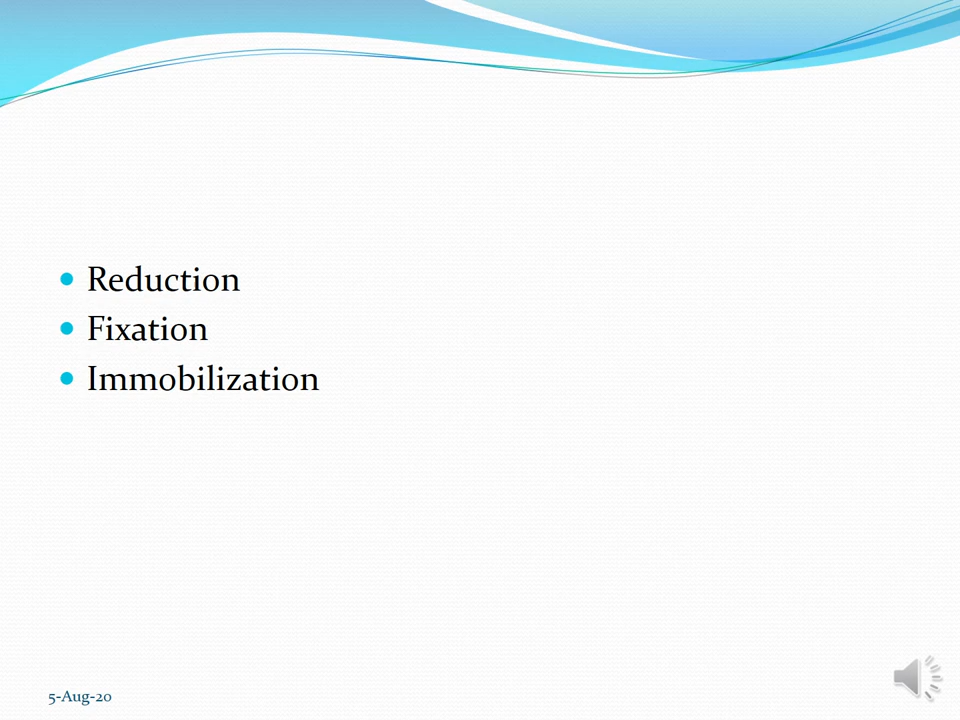 • Reduction
• Fixation
• Immobilization
5-Aug-20